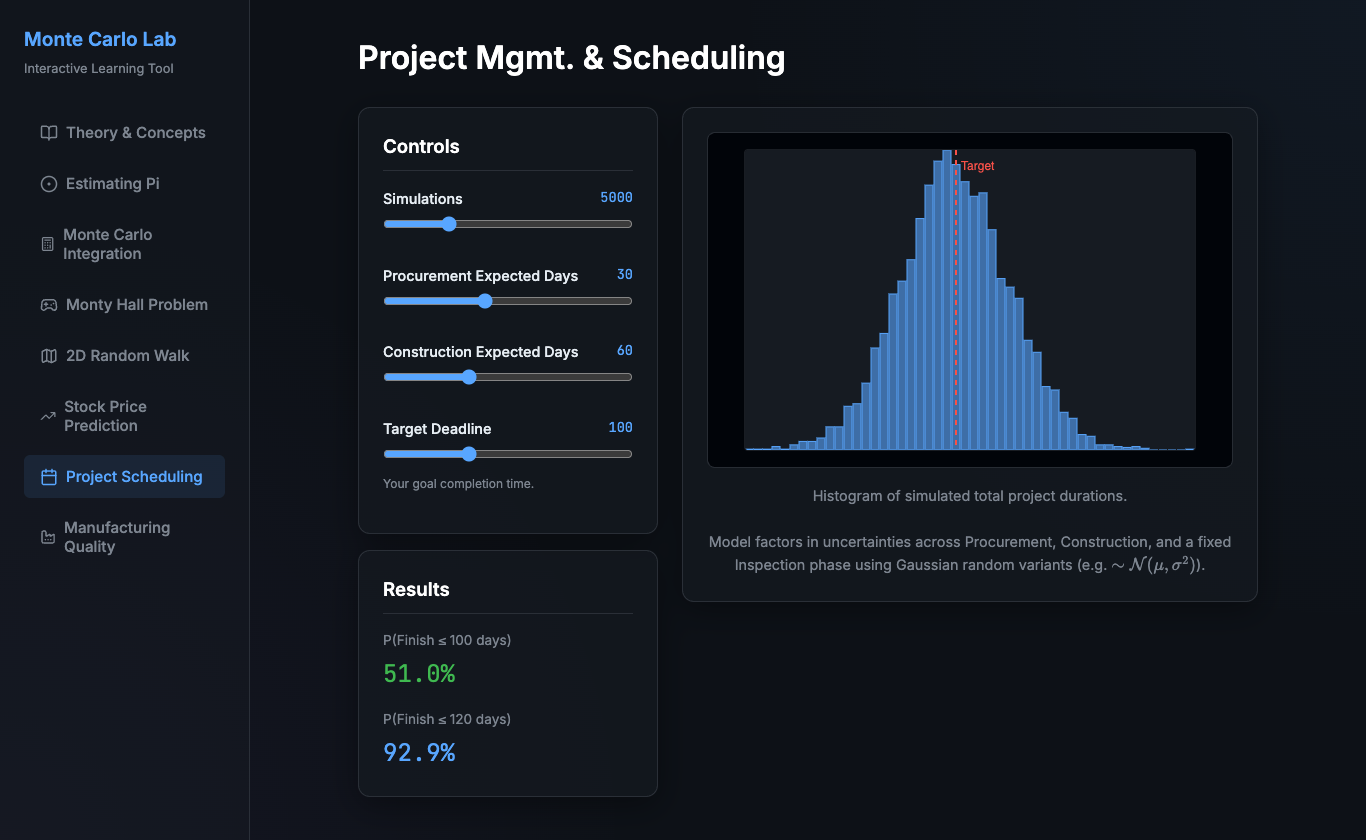 Monte Carlo Lab
Interactive Learning Tool
Theory & Concepts
Estimating Pi
Monte Carlo
Integration
Monty Hall Problem
2D Random Walk
Stock Price
Prediction
Project Scheduling
Manufacturing
Quality
Project Mgmt. & Scheduling
Controls
Simulations 5000
Procurement Expected Days 30
Construction Expected Days 60
Target Deadline 100
Your goal completion time.
Results
P(Finish ≤ 100 days)
51.0%
P(Finish ≤ 120 days)
92.9%
Target
Histogram of simulated total project durations.
Model factors in uncertainties across Procurement, Construction, and a fixed
Inspection phase using Gaussian random variants (e.g. ∼ 𝒩(μ, σ²)).